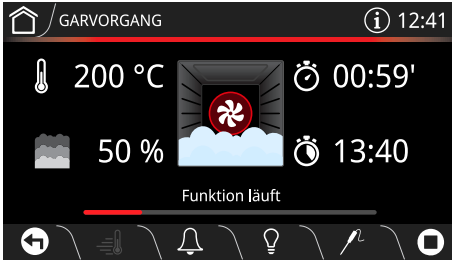 GARVORGANG
i 12:41
200 °C
00:59'
50 %
13:40
Funktion läuft